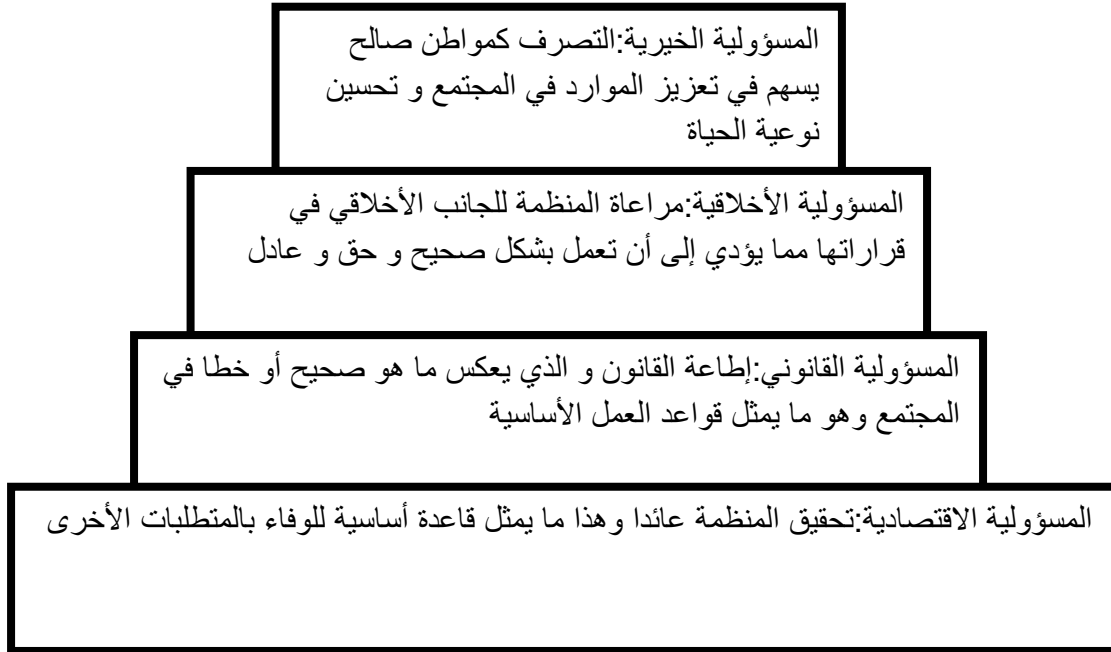 المسؤولية الخيرية:التصرف كمواطن صالح
يسهم في تعزيز الموارد في المجتمع و تحسين
نوعية الحياة
المسؤولية الأخلاقية:مراعاة المنظمة للجانب الأخلاقي في
قراراتها مما يؤدي إلى أن تعمل بشكل صحيح و حق و عادل
المسؤولية القانوني:إطاعة القانون و الذي يعكس ما هو صحيح أو خطا في
المجتمع وهو ما يمثل قواعد العمل الأساسية
المسؤولية الاقتصادية:تحقيق المنظمة عائدا وهذا ما يمثل قاعدة أساسية للوفاء بالمتطلبات الأخرى